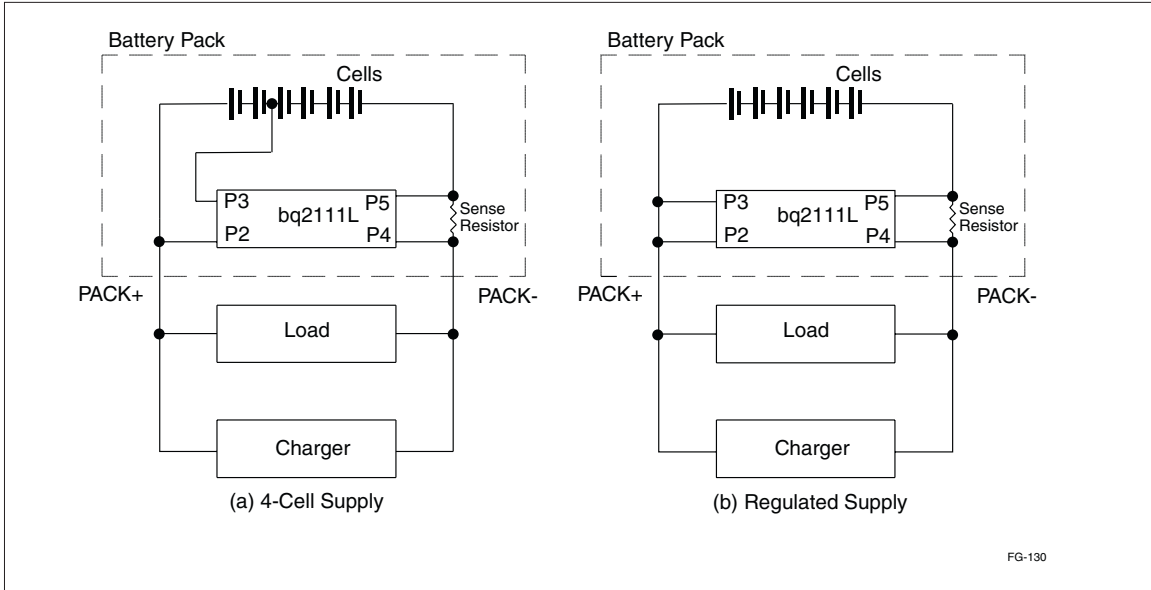 Battery Pack
Cells
P3
P5
bq2111L
P2
P4
Sense
Resistor
PACK+
PACK-
Load
Charger
(a) 4-Cell Supply
Battery Pack
Cells
P3
P5
bq2111L
P2
P4
Sense
Resistor
PACK+
PACK-
Load
Charger
(b) Regulated Supply
FG-130